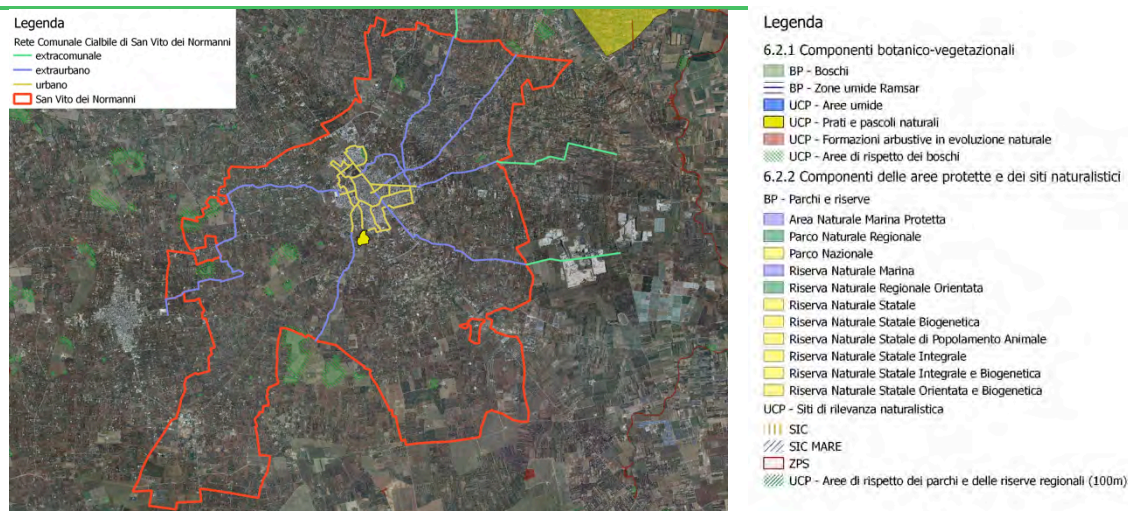 Legenda
Rete Comunale Cialbile di San Vito dei Normanni
extracomunale
extraurbano
urbano
San Vito dei Normanni
Legenda
6.2.1 Componenti botanico-vegetazionali
BP - Boschi
BP - Zone umide Ramsar
UCP - Aree umide
UCP - Prati e pascoli naturali
UCP - Formazioni arbustive in evoluzione naturale
UCP - Aree di rispetto dei boschi
6.2.2 Componenti delle aree protette e dei siti naturalistici
BP - Parchi e riserve
Area Naturale Marina Protetta
Parco Naturale Regionale
Parco Nazionale
Riserva Naturale Marina
Riserva Naturale Regionale Orientata
Riserva Naturale Statale
Riserva Naturale Statale Biogenetica
Riserva Naturale Statale di Popolamento Animale
Riserva Naturale Statale Integrale
Riserva Naturale Statale Integrale e Biogenetica
Riserva Naturale Statale Orientata e Biogenetica
UCP - Siti di rilevanza naturalistica
SIC
SIC MARE
ZPS
UCP - Aree di rispetto dei parchi e delle riserve regionali (100m)